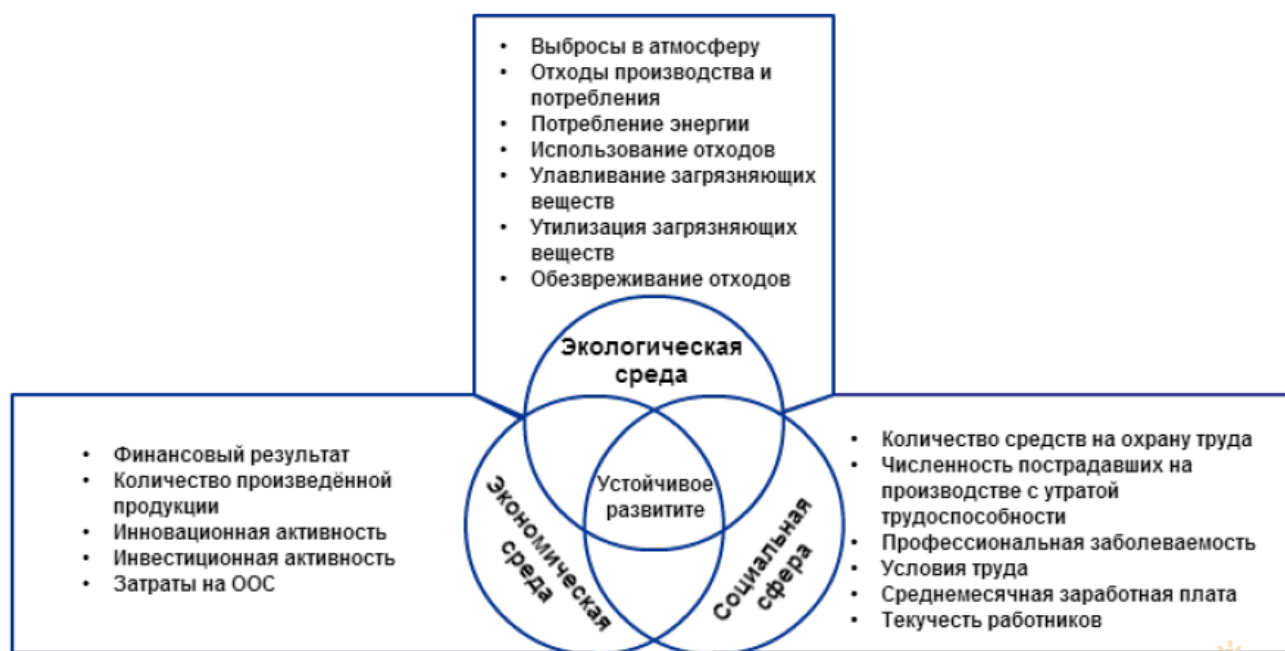 • Выбросы в атмосферу
• Отходы производства и
потребления
• Потребление энергии
• Использование отходов
• Улавливание загрязняющих
веществ
• Утилизация загрязняющих
веществ
• Обезвреживание отходов
Экологическая
среда
• Финансовый результат
• Количество произведённой
продукции
• Инновационная активность
• Инвестиционная активность
• Затраты на ООС
Экономическая
среда
Устойчивое
развитите
Социальная
сфера
• Количество средств на охрану труда
• Численность пострадавших на
производстве с утратой
трудоспособности
• Профессиональная заболеваемость
• Условия труда
• Среднемесячная заработная плата
• Текучесть работников